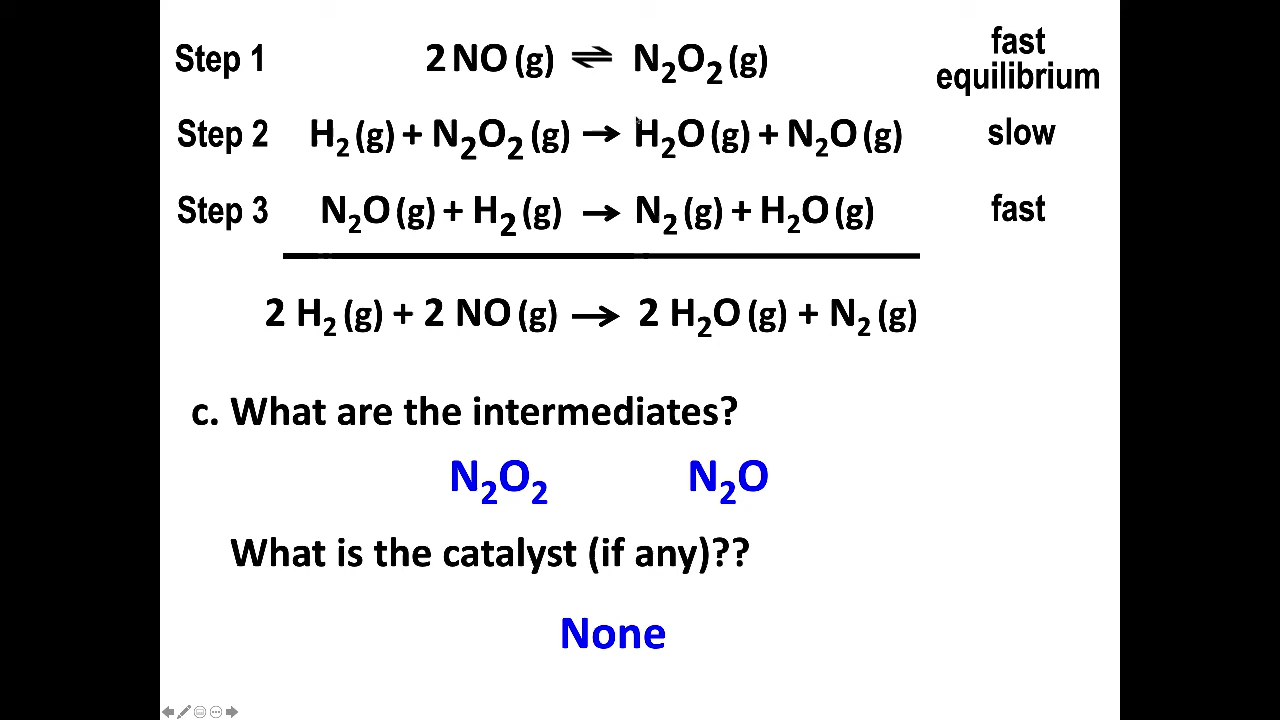 Step 1 2 NO (g) ⇌ N₂O₂ (g) fast equilibrium
Step 2 H₂ (g) + N₂O₂ (g) → H₂O (g) + N₂O (g) slow
Step 3 N₂O (g) + H₂ (g) → N₂ (g) + H₂O (g) fast
2 H₂ (g) + 2 NO (g) → 2 H₂O (g) + N₂ (g)
c. What are the intermediates?
N₂O₂ N₂O
What is the catalyst (if any)??
None